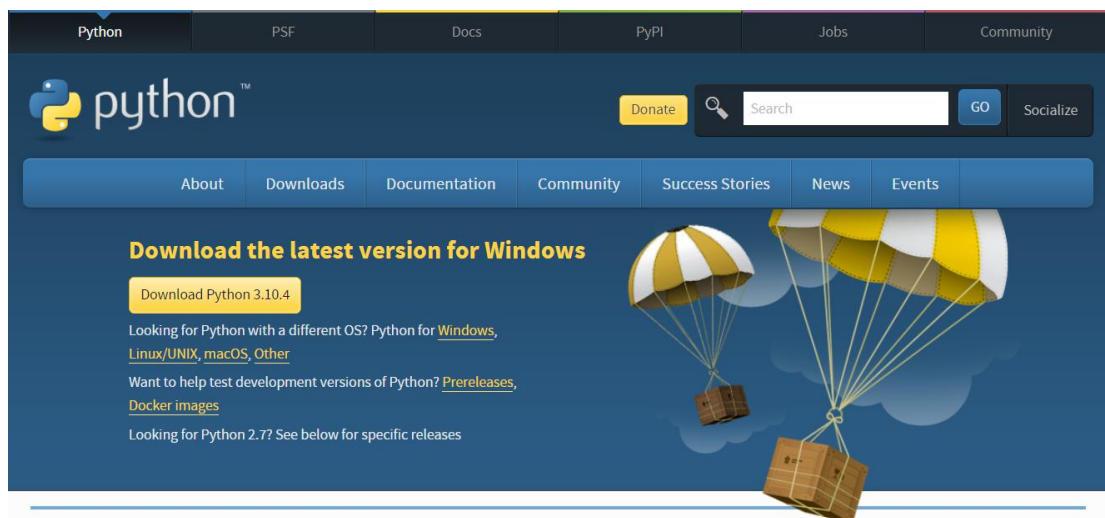 Python PSF Docs PyPI Jobs Community
python™
Donate Search GO Socialize
About Downloads Documentation Community Success Stories News Events
Download the latest version for Windows
Download Python 3.10.4
Looking for Python with a different OS? Python for Windows,
Linux/UNIX, macOS, Other
Want to help test development versions of Python? Prereleases,
Docker images
Looking for Python 2.7? See below for specific releases